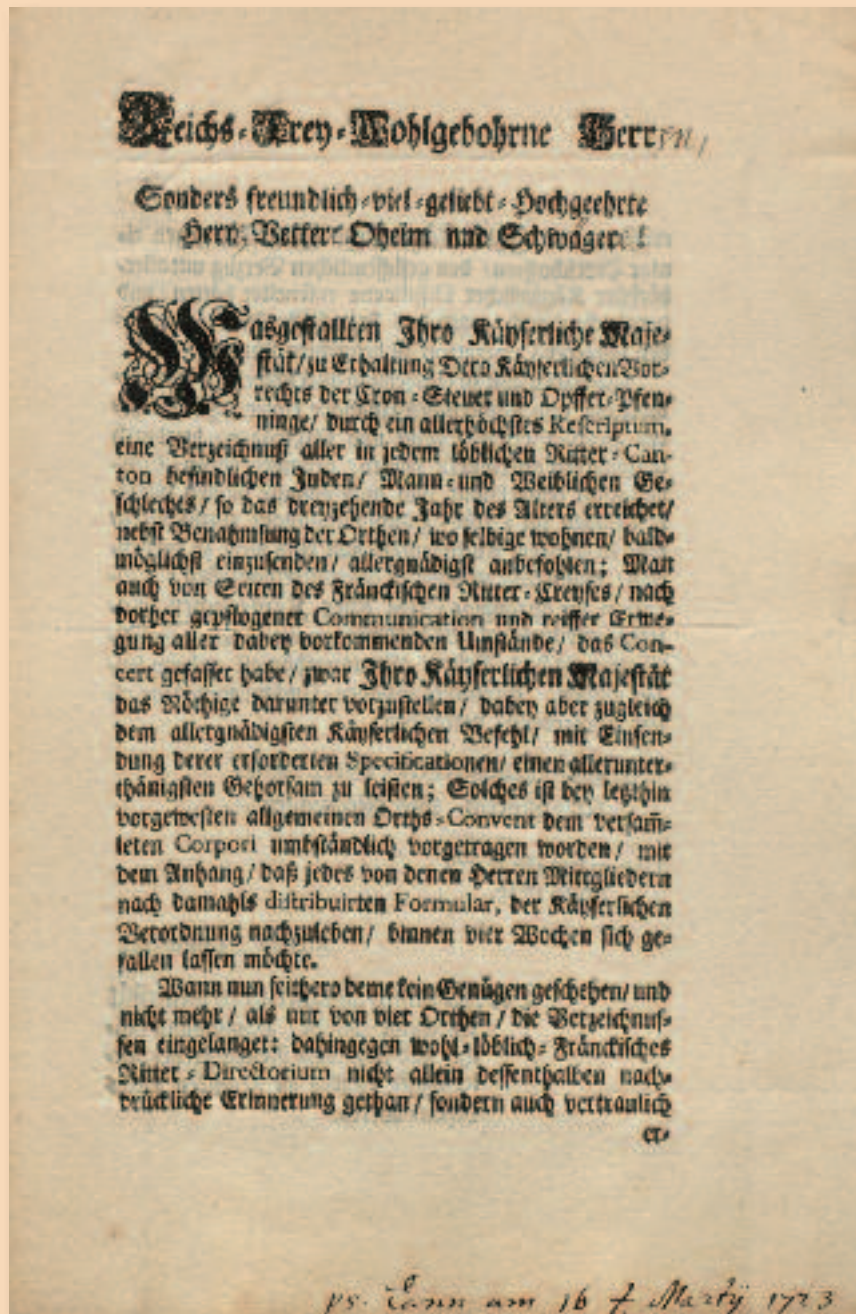 Reichs-Frey-Wohlgebohrne Herren,
Sonders freundlich-viel-geliebt-Hochgeehrte
Herr, Vetter Oheim und Schwager!
Wasgestallten Ihro Käyserliche Maje-
stät/ zu Erhaltung Dero Käyserlichen Vor-
rechts der Cron-Steuer und Opffer-Pfen-
ninge/ durch ein allerhöchstes Rescriptum,
eine Verzeichnuß aller in jedem löblichen Ritter-Can-
ton befindlichen Juden/ Mann- und Weiblichen Ge-
schlechts/ so das dreyzehende Jahr des Alters erreichet/
nebst Benahmsung der Orthen/ wo selbige wohnen/ bald-
möglichst einzusenden/ allergnädigst anbefohlen; Man
auch von Seiten des Fränckischen Ritter-Creyses/ nach
vorher gepflogener Communication und reiffer Erwe-
gung aller dabey vorkommenden Umstände/ das Con-
cert gefasset habe/ zwar Ihro Käyserlichen Majestät
das Nöthige darunter vorzustellen/ dabey aber zugleich
dem allergnädigsten Käyserlichen Befehl/ mit Einsen-
dung derer erforderten Specificationen/ einen allerunter-
thänigsten Gehorsam zu leisten; Solches ist bey letzthin
vorgewesten allgemeinen Orths-Convent dem versam̃-
leten Corpori umbständlich vorgetragen worden/ mit
dem Anhang/ daß jedes von denen Herren Mittgliedern
nach damahls distribuirten Formular, der Käyserlichen
Verordnung nachzuleben/ binnen vier Wochen sich ge-
fallen lassen möchte.
Wann nun seithero deme kein Genügen geschehen/ und
nicht mehr/ als nur von vier Orthen/ die Verzeichnus-
sen eingelanget: dahingegen wohl-löblich-Fränckisches
Ritter-Directorium nicht allein dessenthalben nach-
drückliche Erinnerung gethan/ sondern auch vertraulich
er-
ps. Tann am 16 Martij 1723